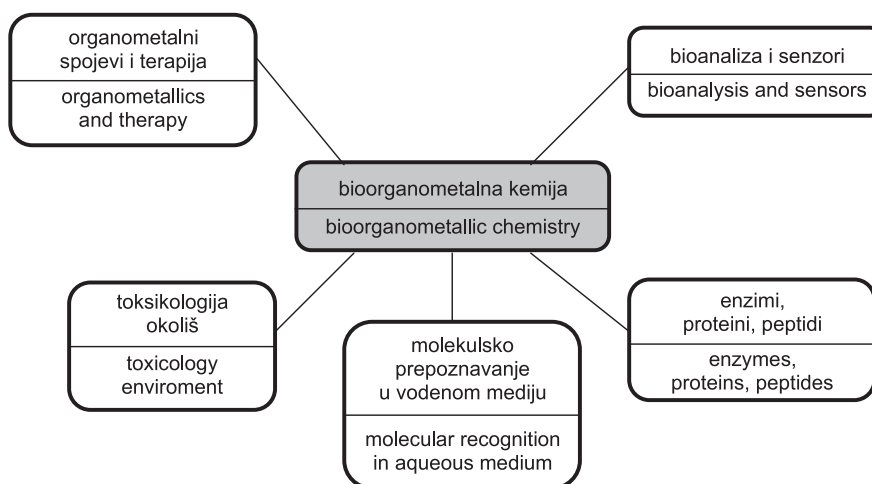 organometalni
spojevi i terapija
organometallics
and therapy
bioanaliza i senzori
bioanalysis and sensors
bioorganometalna kemija
bioorganometallic chemistry
toksikologija
okoliš
toxicology
enviroment
molekulsko
prepoznavanje
u vodenom mediju
molecular recognition
in aqueous medium
enzimi,
proteini, peptidi
enzymes,
proteins, peptides